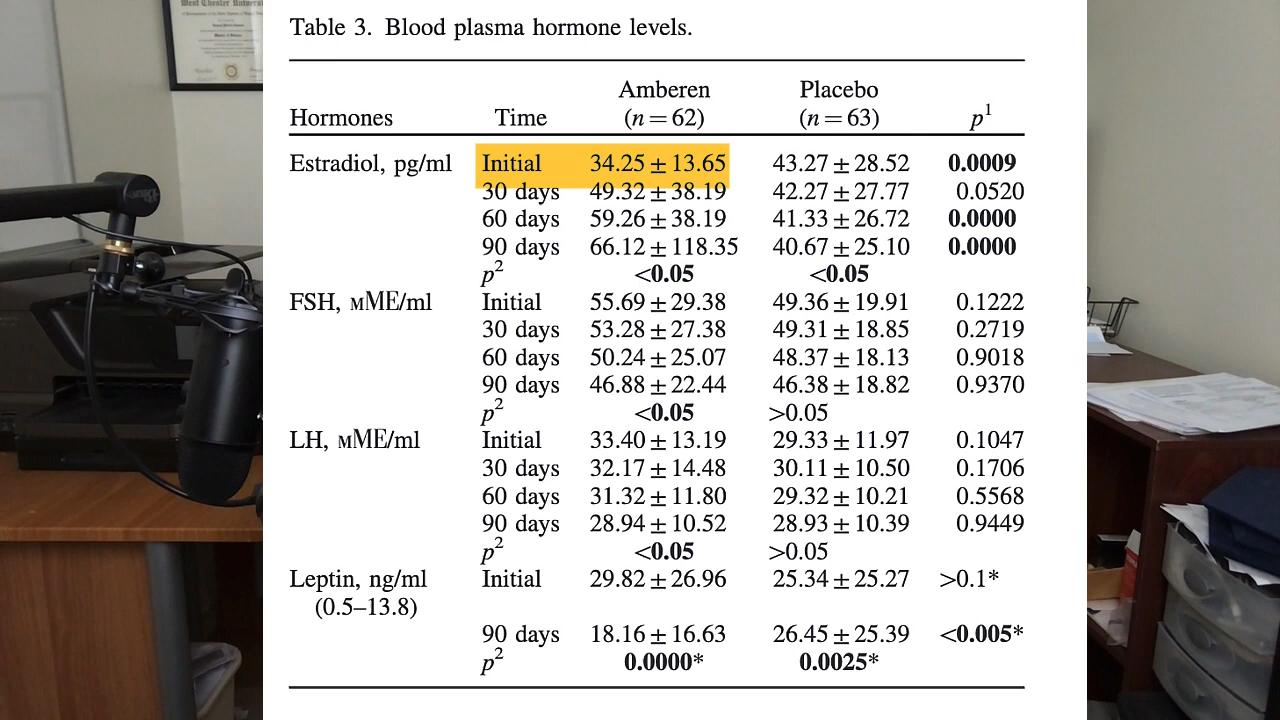 West Chester Universi
Table 3. Blood plasma hormone levels.
Amberen Placebo
Hormones Time (n = 62) (n = 63) p¹
Estradiol, pg/ml Initial 34.25 ± 13.65 43.27 ± 28.52 0.0009
30 days 49.32 ± 38.19 42.27 ± 27.77 0.0520
60 days 59.26 ± 38.19 41.33 ± 26.72 0.0000
90 days 66.12 ± 118.35 40.67 ± 25.10 0.0000
p² <0.05 <0.05
FSH, мME/ml Initial 55.69 ± 29.38 49.36 ± 19.91 0.1222
30 days 53.28 ± 27.38 49.31 ± 18.85 0.2719
60 days 50.24 ± 25.07 48.37 ± 18.13 0.9018
90 days 46.88 ± 22.44 46.38 ± 18.82 0.9370
p² <0.05 >0.05
LH, мME/ml Initial 33.40 ± 13.19 29.33 ± 11.97 0.1047
30 days 32.17 ± 14.48 30.11 ± 10.50 0.1706
60 days 31.32 ± 11.80 29.32 ± 10.21 0.5568
90 days 28.94 ± 10.52 28.93 ± 10.39 0.9449
p² <0.05 >0.05
Leptin, ng/ml Initial 29.82 ± 26.96 25.34 ± 25.27 >0.1*
(0.5–13.8)
90 days 18.16 ± 16.63 26.45 ± 25.39 <0.005*
p² 0.0000* 0.0025*